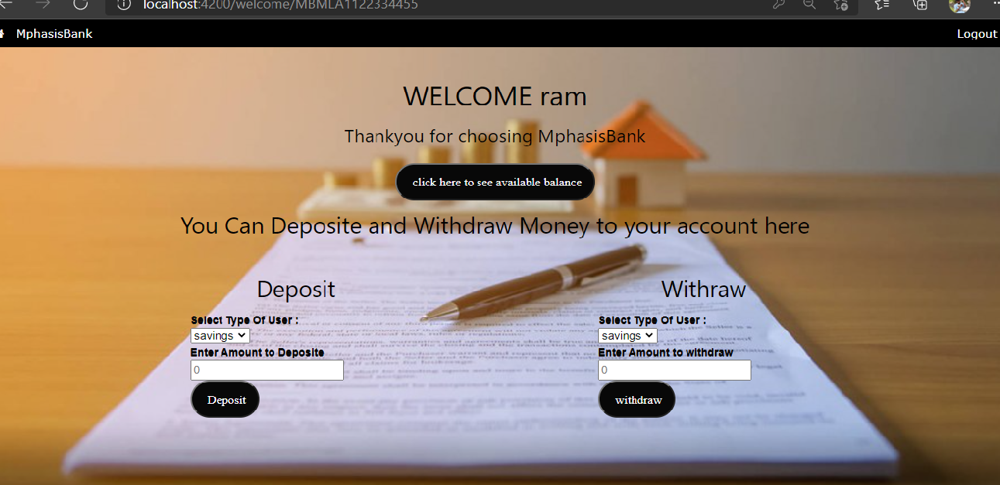 localhost:4200/welcome/MBMLA1122334455
MphasisBank
Logout
WELCOME ram
Thankyou for choosing MphasisBank
click here to see available balance
You Can Deposite and Withdraw Money to your account here
Deposit
Select Type Of User :
savings
Enter Amount to Deposite
0
Deposit
Withraw
Select Type Of User :
savings
Enter Amount to withdraw
0
withdraw